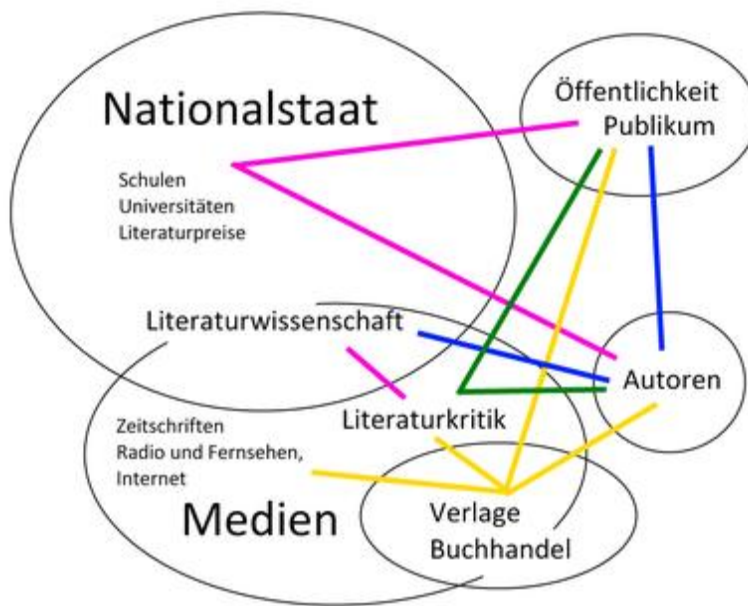 Nationalstaat
Schulen
Universitäten
Literaturpreise
Öffentlichkeit
Publikum
Literaturwissenschaft
Autoren
Literaturkritik
Zeitschriften
Radio und Fernsehen,
Internet
Medien
Verlage
Buchhandel